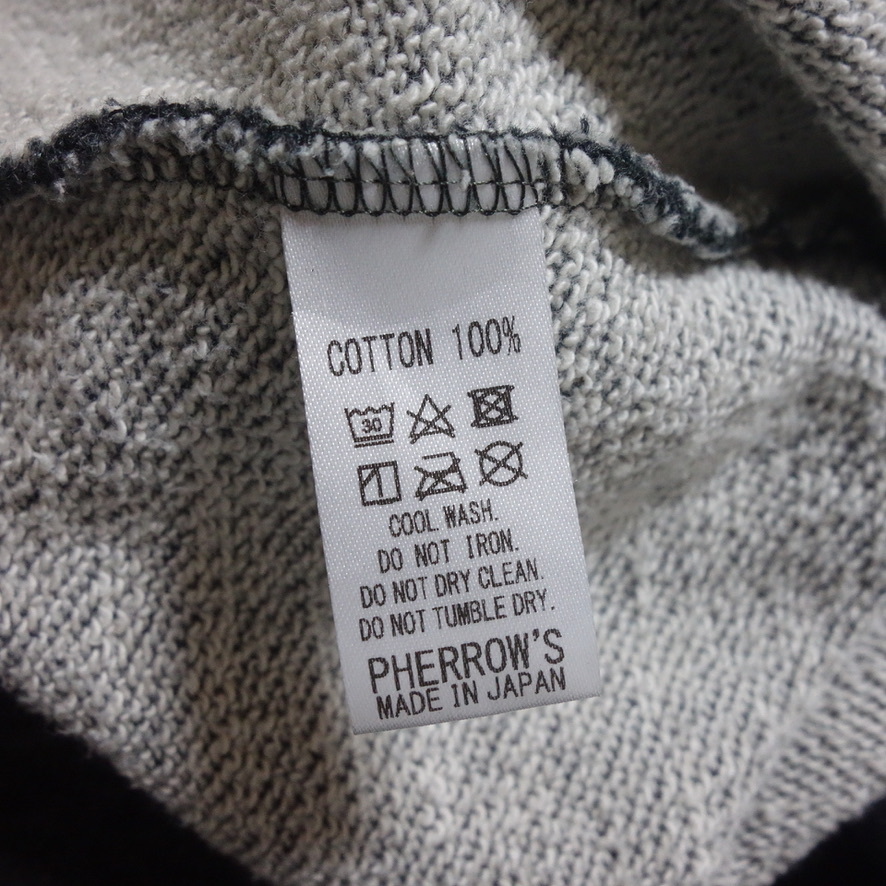 COTTON 100%
30
COOL WASH.
DO NOT IRON.
DO NOT DRY CLEAN.
DO NOT TUMBLE DRY.
PHERROW'S
MADE IN JAPAN